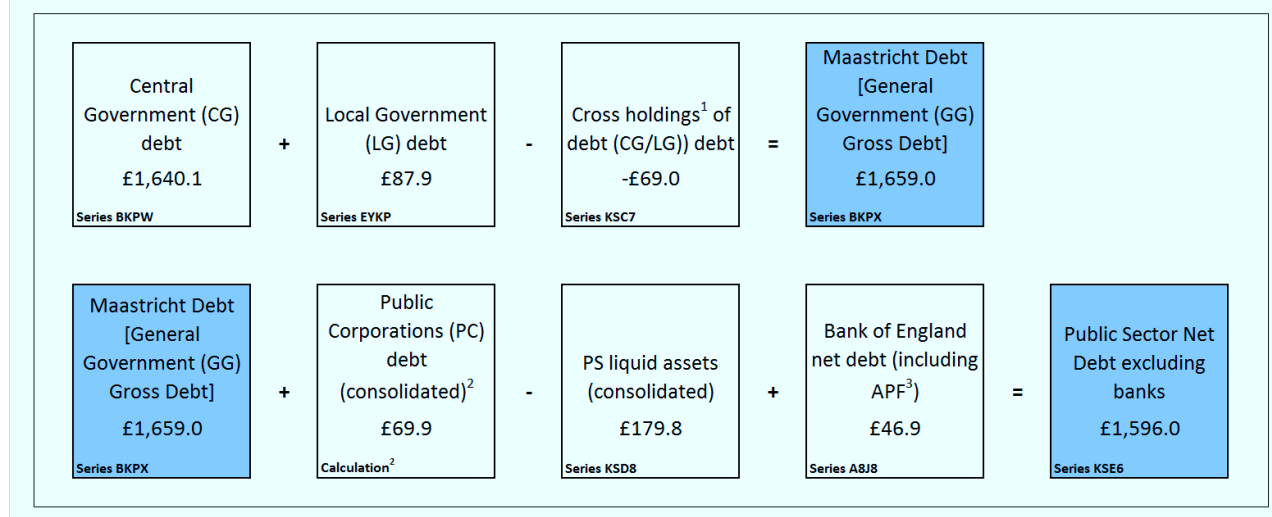 Central
Government (CG)
debt
£1,640.1
Series BKPW
+
Local Government
(LG) debt
£87.9
Series EYKP
-
Cross holdings¹ of
debt (CG/LG)) debt
-£69.0
Series KSC7
=
Maastricht Debt
[General
Government (GG)
Gross Debt]
£1,659.0
Series BKPX
Maastricht Debt
[General
Government (GG)
Gross Debt]
£1,659.0
Series BKPX
+
Public
Corporations (PC)
debt
(consolidated)²
£69.9
Calculation²
-
PS liquid assets
(consolidated)
£179.8
Series KSD8
+
Bank of England
net debt (including
APF³)
£46.9
Series A8J8
=
Public Sector Net
Debt excluding
banks
£1,596.0
Series KSE6